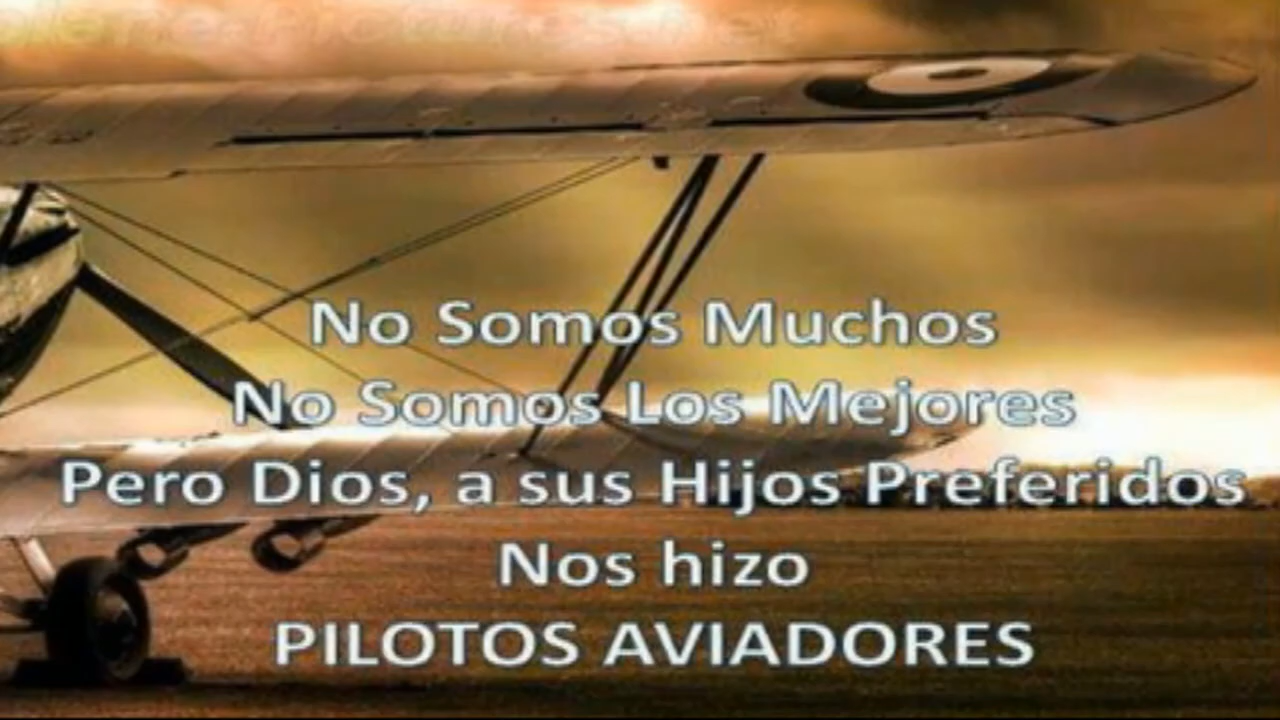 No Somos Muchos
No Somos Los Mejores
Pero Dios, a sus Hijos Preferidos
Nos hizo
PILOTOS AVIADORES